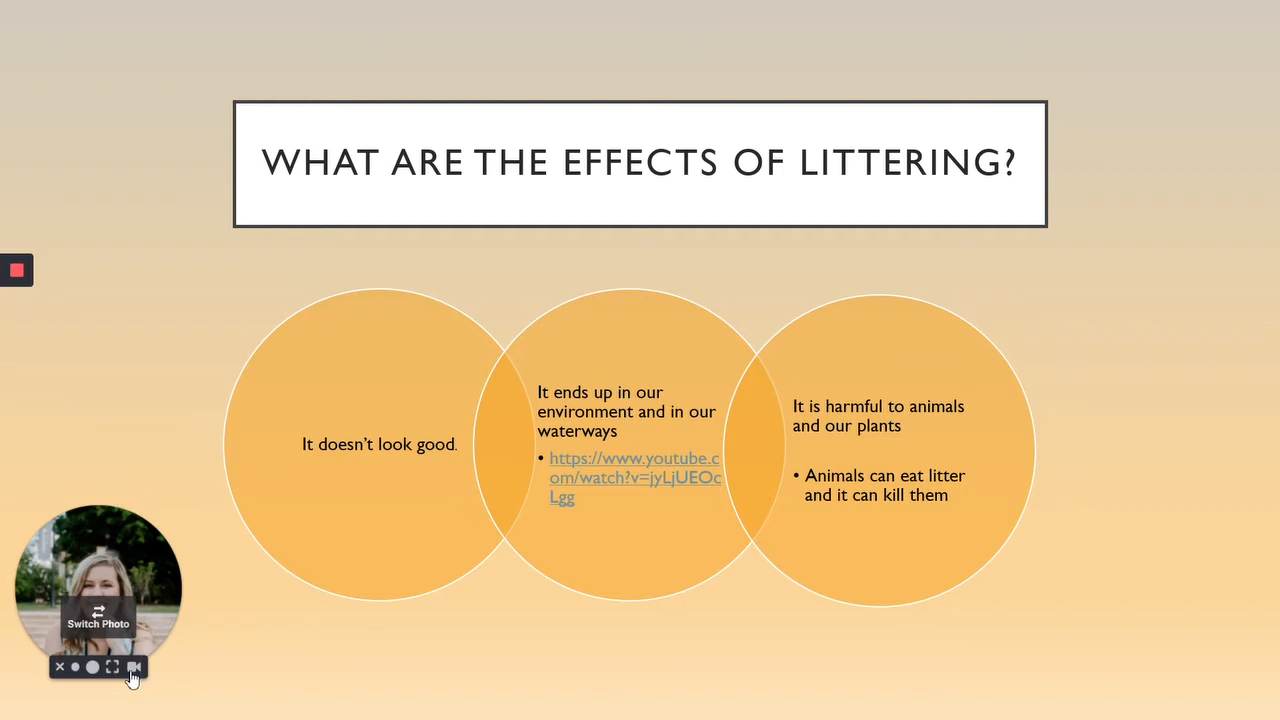 WHAT ARE THE EFFECTS OF LITTERING?
It doesn't look good.
It ends up in our
environment and in our
waterways
• https://www.youtube.c
om/watch?v=jyLjUEOc
Lgg
It is harmful to animals
and our plants
• Animals can eat litter
and it can kill them
Switch Photo